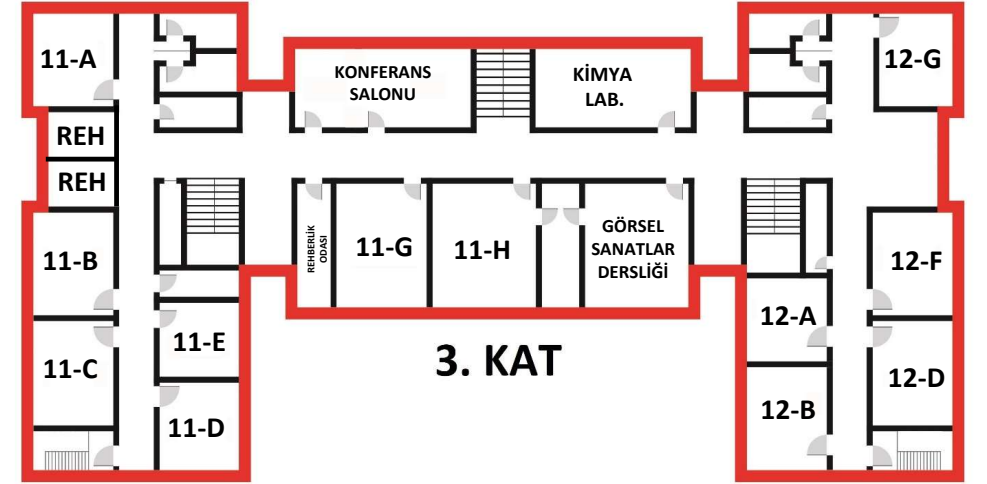 11-A
KONFERANS
SALONU
KİMYA
LAB.
12-G
REH
REH
REHBERLİK
ODASI
11-G
11-H
GÖRSEL
SANATLAR
DERSLİĞİ
11-B
12-F
11-E
12-A
3. KAT
11-C
12-D
11-D
12-B